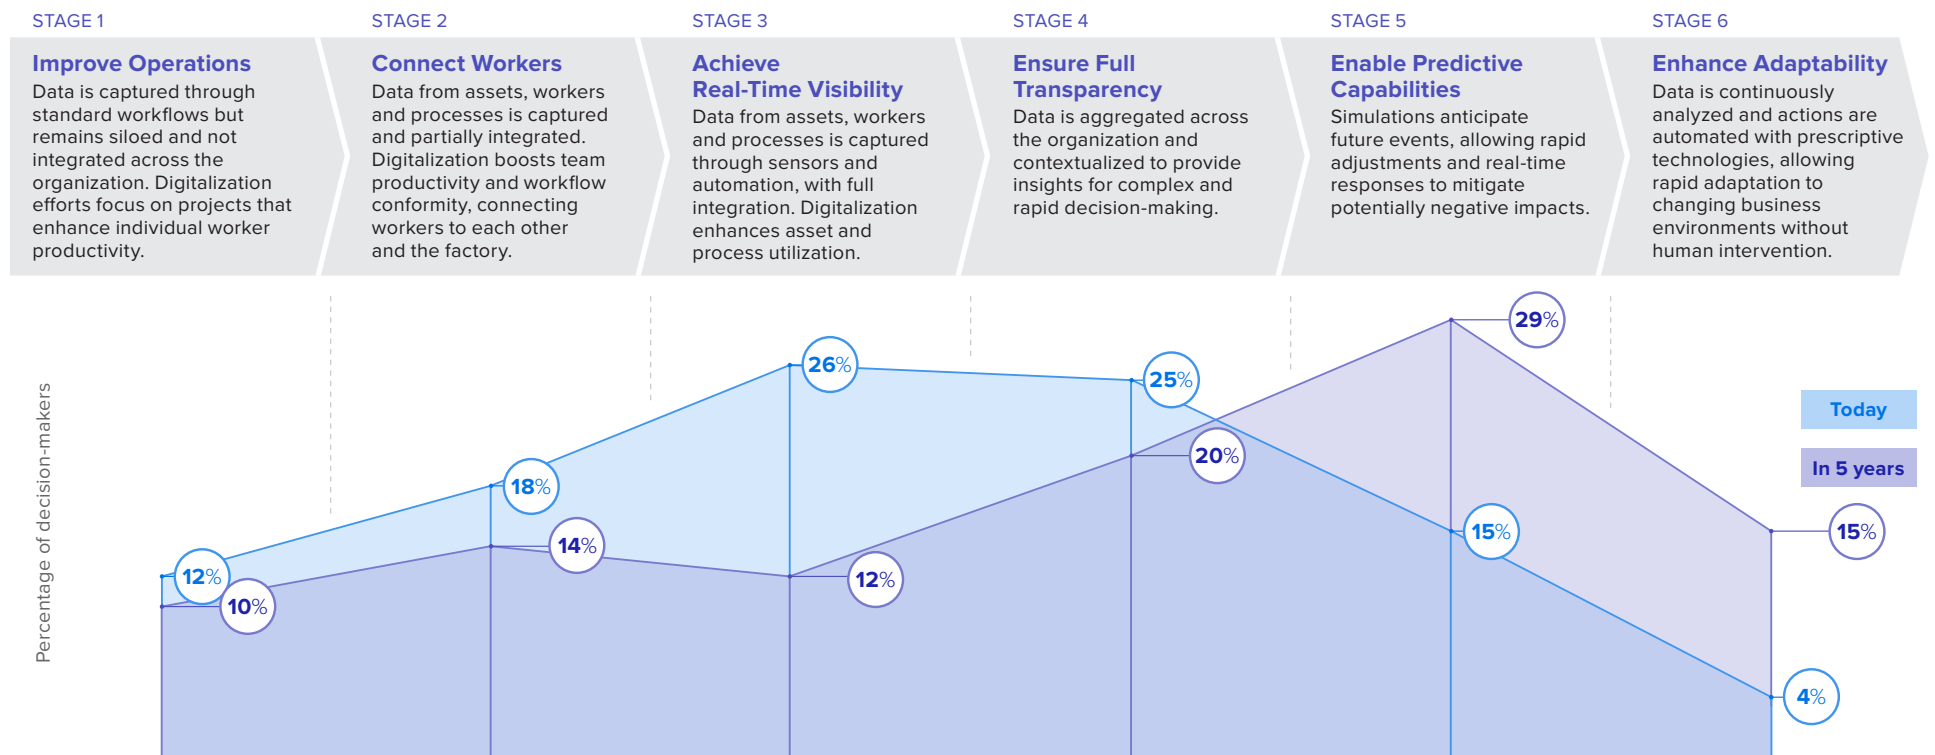 STAGE 1
Improve Operations
Data is captured through
standard workflows but
remains siloed and not
integrated across the
organization. Digitalization
efforts focus on projects that
enhance individual worker
productivity.
STAGE 2
Connect Workers
Data from assets, workers
and processes is captured
and partially integrated.
Digitalization boosts team
productivity and workflow
conformity, connecting
workers to each other
and the factory.
STAGE 3
Achieve
Real-Time Visibility
Data from assets, workers
and processes is captured
through sensors and
automation, with full
integration. Digitalization
enhances asset and
process utilization.
STAGE 4
Ensure Full
Transparency
Data is aggregated across
the organization and
contextualized to provide
insights for complex and
rapid decision-making.
STAGE 5
Enable Predictive
Capabilities
Simulations anticipate
future events, allowing rapid
adjustments and real-time
responses to mitigate
potentially negative impacts.
STAGE 6
Enhance Adaptability
Data is continuously
analyzed and actions are
automated with prescriptive
technologies, allowing
rapid adaptation to
changing business
environments without
human intervention.
Percentage of decision-makers
12%
10%
18%
14%
26%
12%
25%
20%
29%
15%
15%
4%
Today
In 5 years